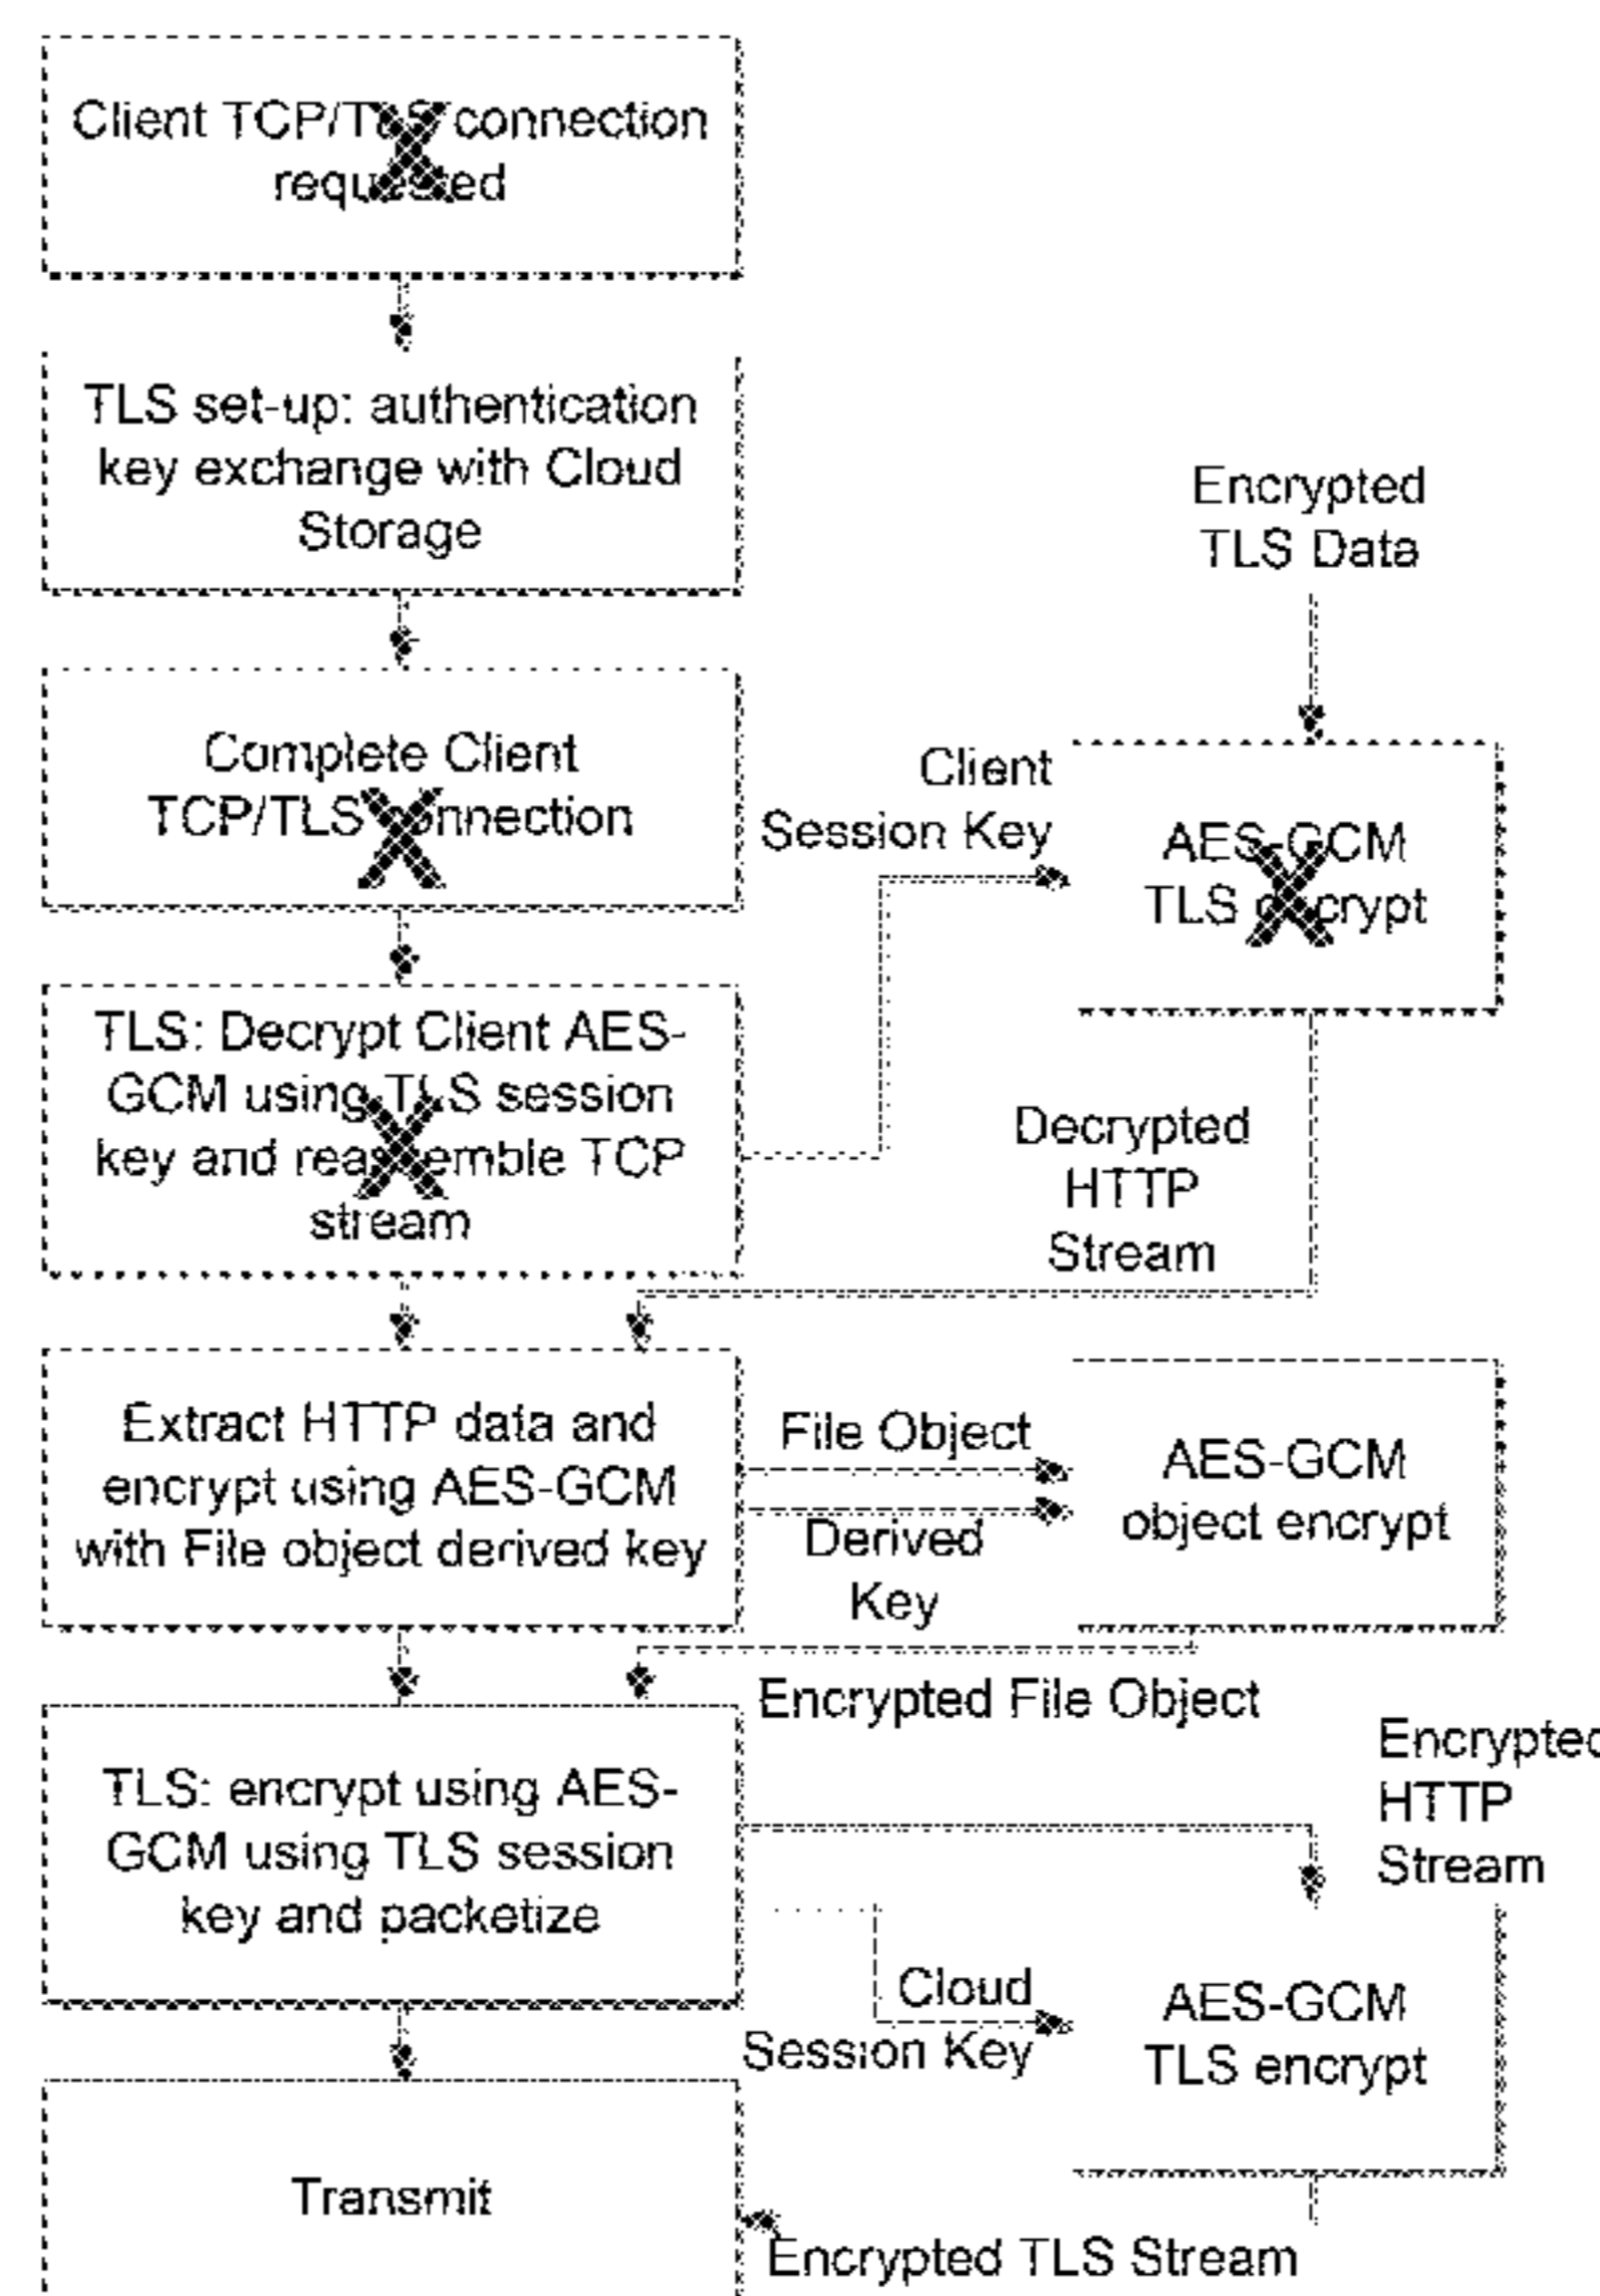 Client TCP/TLS connection
requested
TLS set-up: authentication
key exchange with Cloud
Storage
Encrypted
TLS Data
Complete Client
TCP/TLS connection
Client
Session Key
AES-GCM
TLS decrypt
TLS: Decrypt Client AES-
GCM using TLS session
key and reassemble TCP
stream
Decrypted
HTTP
Stream
Extract HTTP data and
encrypt using AES-GCM
with File object derived key
File Object
Derived
Key
AES-GCM
object encrypt
Encrypted File Object
TLS: encrypt using AES-
GCM using TLS session
key and packetize
Encrypted
HTTP
Stream
Cloud
Session Key
AES-GCM
TLS encrypt
Transmit
Encrypted TLS Stream